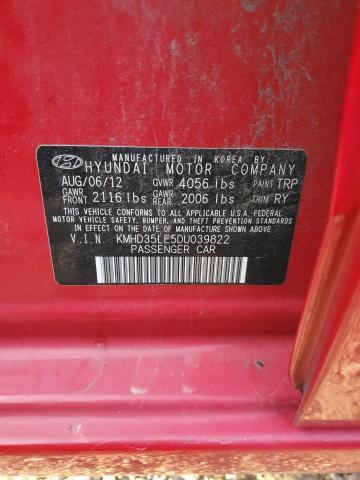 MANUFACTURED IN KOREA BY
HYUNDAI MOTOR COMPANY
AUG/06/12 GVWR 4056 lbs PAINT TRP
GAWR FRONT 2116 lbs GAWR REAR 2006 lbs TRIM RY
THIS VEHICLE CONFORMS TO ALL APPLICABLE U.S. FEDERAL MOTOR
VEHICLE SAFETY, BUMPER, AND THEFT PREVENTION STANDARDS
IN EFFECT ON THE DATE OF MANUFACTURE SHOWN ABOVE.
V.I.N KMHD35LE5DU039822
PASSENGER CAR